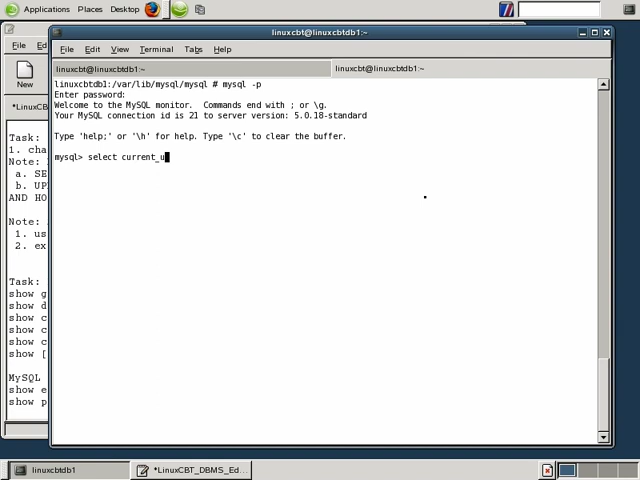 Applications Places Desktop
linuxcbt@linuxcbtdb1:~
File Edit View Terminal Tabs Help
linuxcbt@linuxcbtdb1:~
linuxcbt@linuxcbtdb1:~
linuxcbtdb1:/var/lib/mysql/mysql # mysql -p
Enter password:
Welcome to the MySQL monitor. Commands end with ; or \g.
Your MySQL connection id is 21 to server version: 5.0.18-standard
Type 'help;' or '\h' for help. Type '\c' to clear the buffer.
mysql> select current_u
File Ed
New
*LinuxCB
Task:
1. cha
Note:
a. SE
b. UP
AND HO
Note:
1. us
2. ex
Task:
show g
show d
show c
show c
show c
show [
MySQL
show e
show p
linuxcbtdb1
*LinuxCBT_DBMS_Ed...